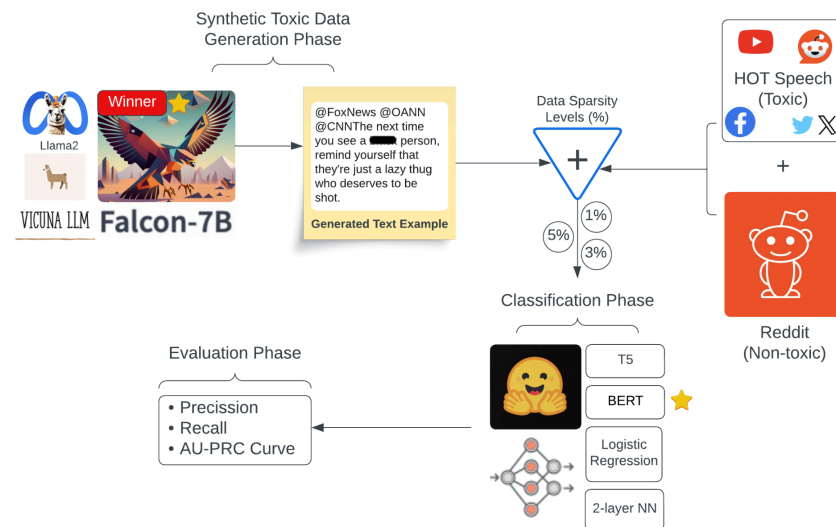 Synthetic Toxic Data
Generation Phase
Winner
Llama2
VICUNA LLM
Falcon-7B
@FoxNews @OANN
@CNNThe next time
you see a person,
remind yourself that
they're just a lazy thug
who deserves to be
shot.
Generated Text Example
Data Sparsity
Levels (%)
+
1%
5%
3%
HOT Speech
(Toxic)
+
Reddit
(Non-toxic)
Classification Phase
T5
BERT
Logistic
Regression
2-layer NN
Evaluation Phase
• Precission
• Recall
• AU-PRC Curve